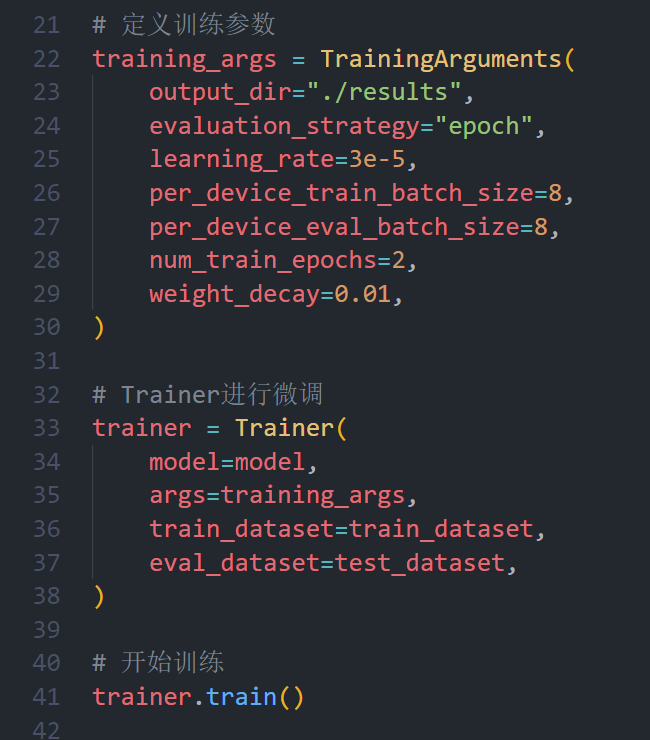 21 # 定义训练参数
22 training_args = TrainingArguments(
23     output_dir="./results",
24     evaluation_strategy="epoch",
25     learning_rate=3e-5,
26     per_device_train_batch_size=8,
27     per_device_eval_batch_size=8,
28     num_train_epochs=2,
29     weight_decay=0.01,
30 )
31
32 # Trainer进行微调
33 trainer = Trainer(
34     model=model,
35     args=training_args,
36     train_dataset=train_dataset,
37     eval_dataset=test_dataset,
38 )
39
40 # 开始训练
41 trainer.train()
42